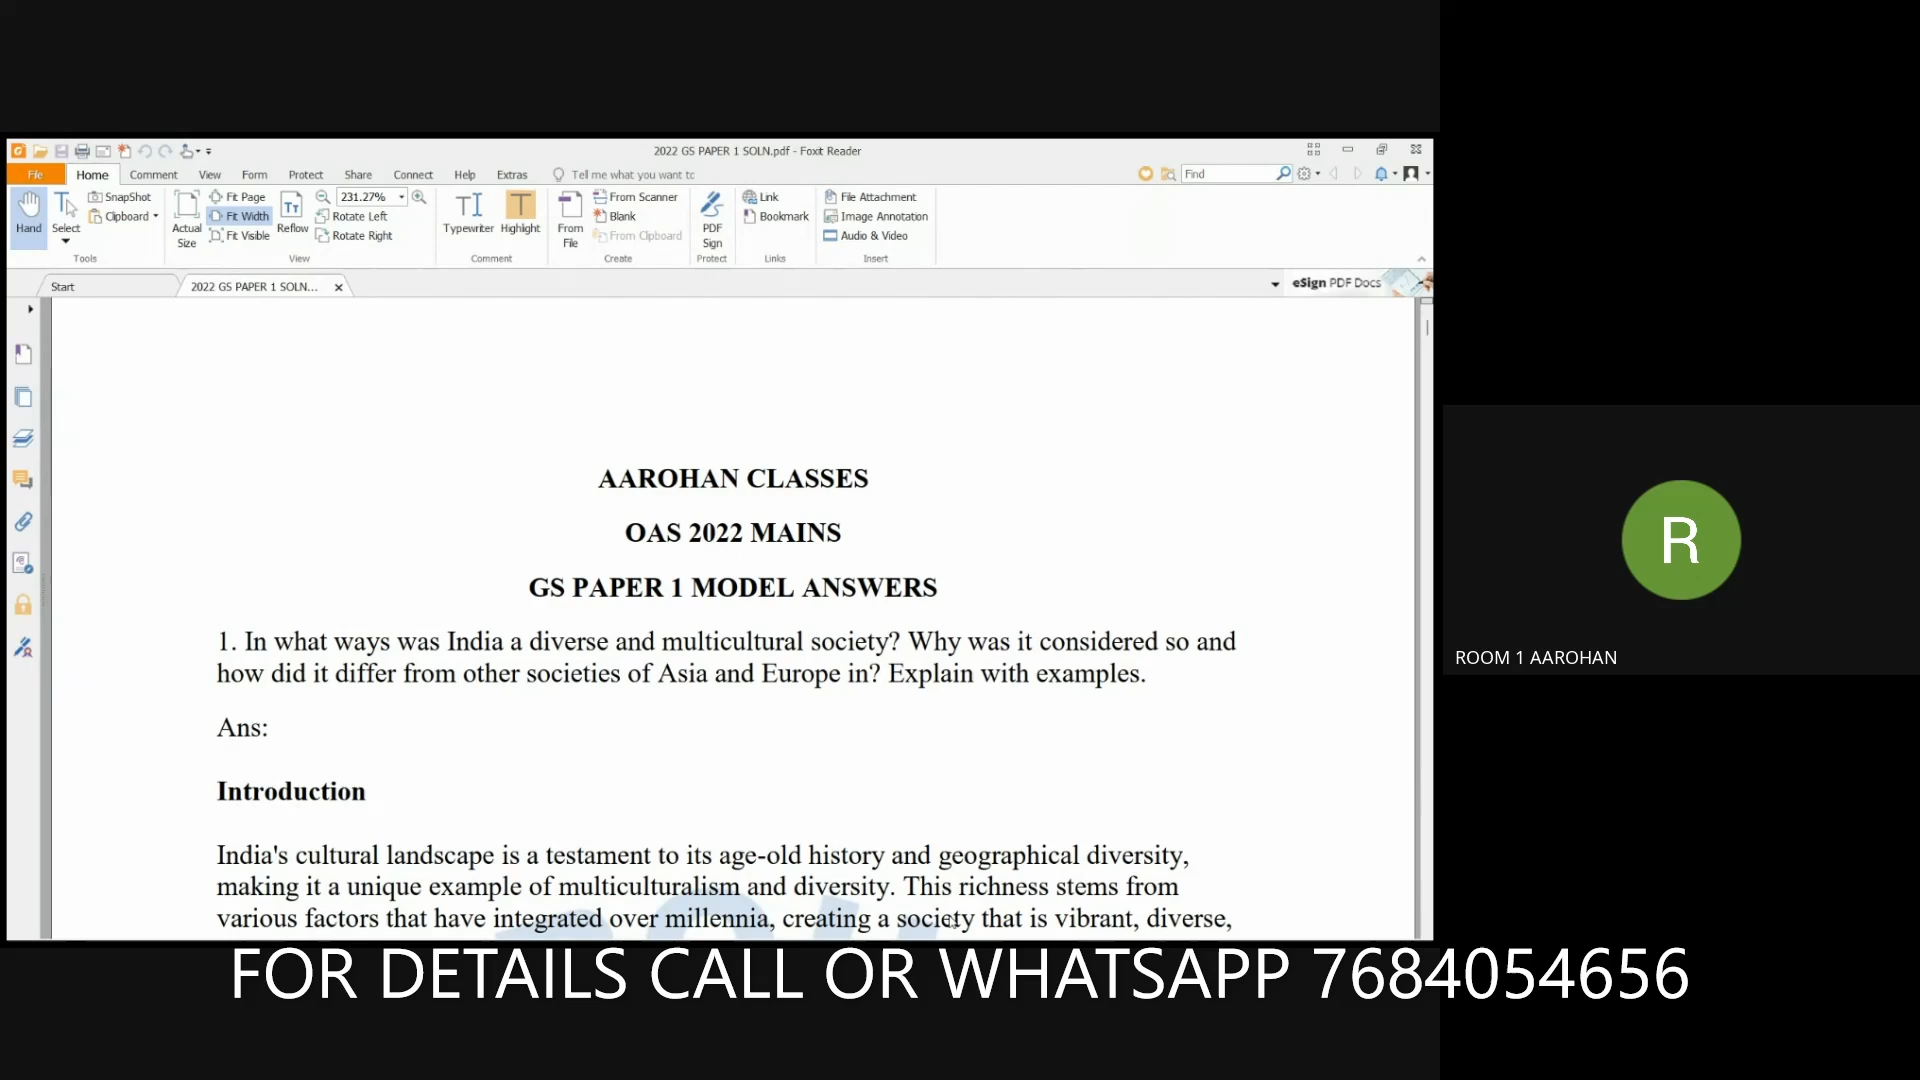 2022 GS PAPER 1 SOLN.pdf - Foxit Reader
File Home Comment View Form Protect Share Connect Help Extras Tell me what you want to Find
Hand
Select
SnapShot
Clipboard
Tools
Actual
Size
Fit Page
Fit Width
Fit Visible
Reflow
231.27%
Rotate Left
Rotate Right
View
Typewriter
Highlight
Comment
From
File
From Scanner
Blank
From Clipboard
Create
PDF
Sign
Protect
Link
Bookmark
Links
File Attachment
Image Annotation
Audio & Video
Insert
Start
2022 GS PAPER 1 SOLN...
eSign PDF Docs
AAROHAN CLASSES
OAS 2022 MAINS
GS PAPER 1 MODEL ANSWERS
1. In what ways was India a diverse and multicultural society? Why was it considered so and
how did it differ from other societies of Asia and Europe in? Explain with examples.
Ans:
Introduction
India's cultural landscape is a testament to its age-old history and geographical diversity,
making it a unique example of multiculturalism and diversity. This richness stems from
various factors that have integrated over millennia, creating a society that is vibrant, diverse,
R
ROOM 1 AAROHAN
FOR DETAILS CALL OR WHATSAPP 7684054656